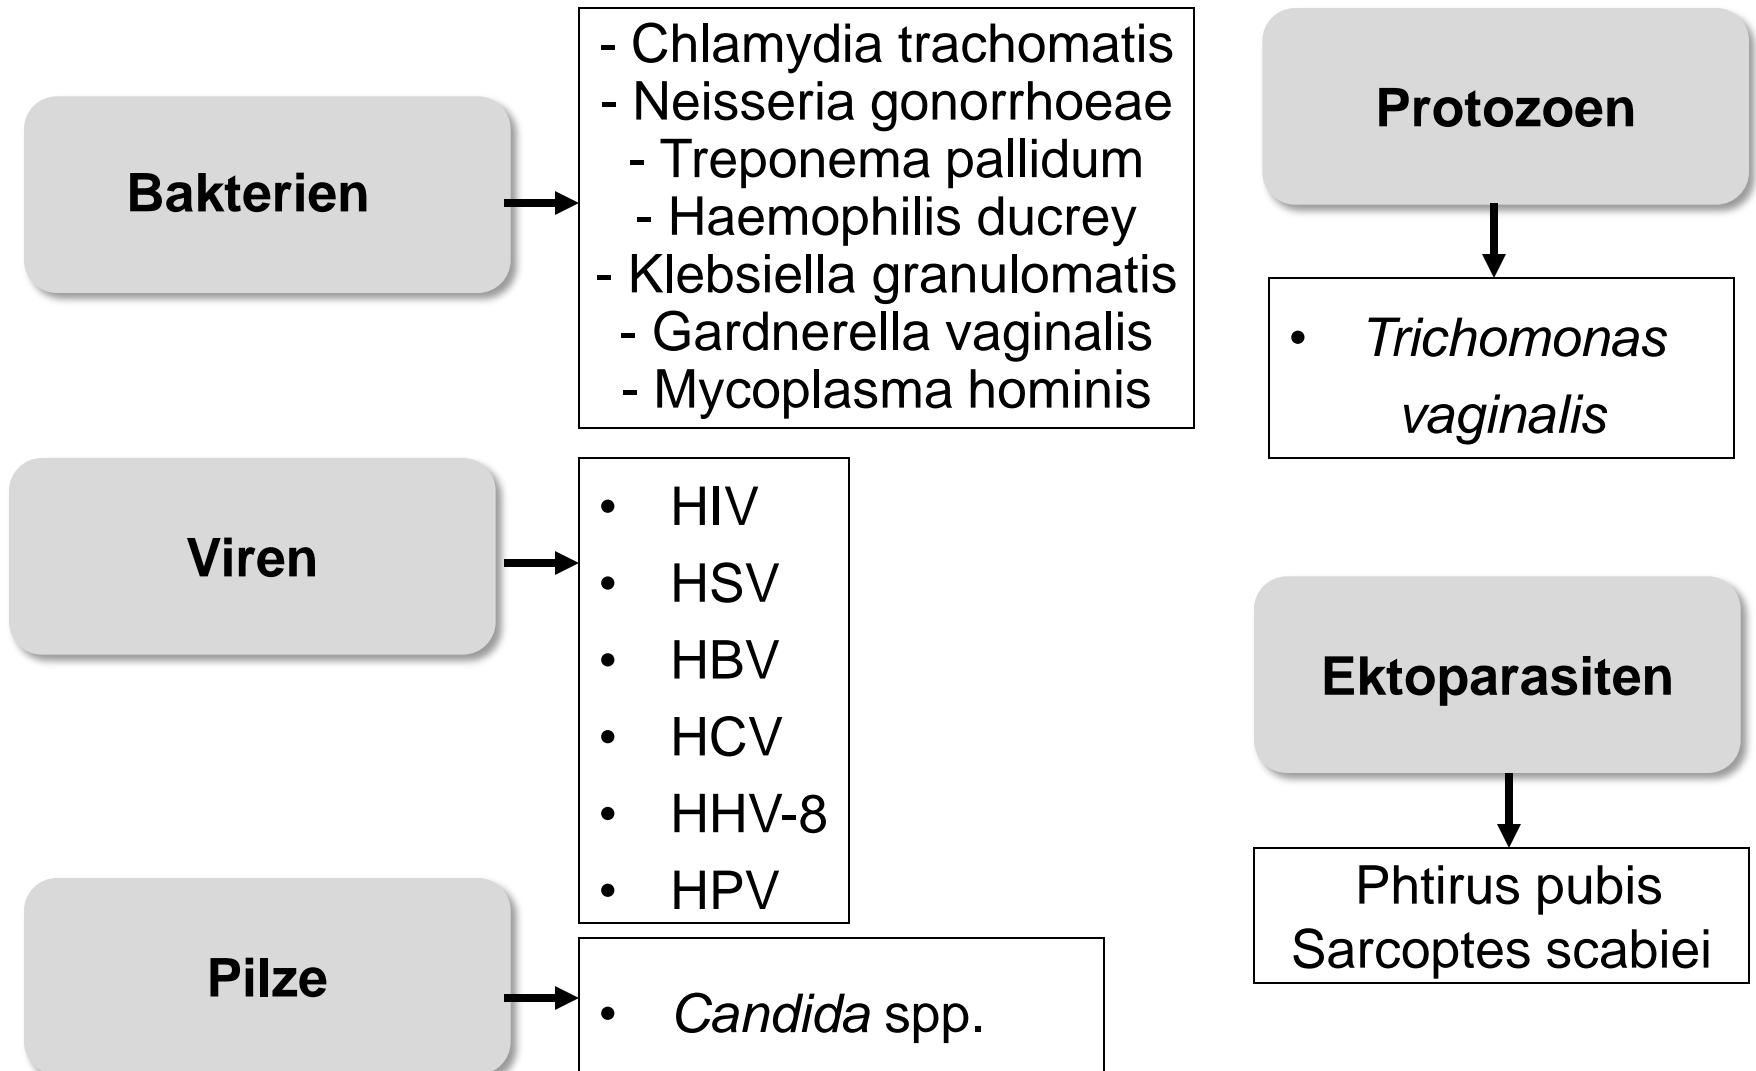 Bakterien
- Chlamydia trachomatis
- Neisseria gonorrhoeae
- Treponema pallidum
- Haemophilis ducrey
- Klebsiella granulomatis
- Gardnerella vaginalis
- Mycoplasma hominis
Viren
• HIV
• HSV
• HBV
• HCV
• HHV-8
• HPV
Pilze
• Candida spp.
Protozoen
• Trichomonas
vaginalis
Ektoparasiten
Phtirus pubis
Sarcoptes scabiei